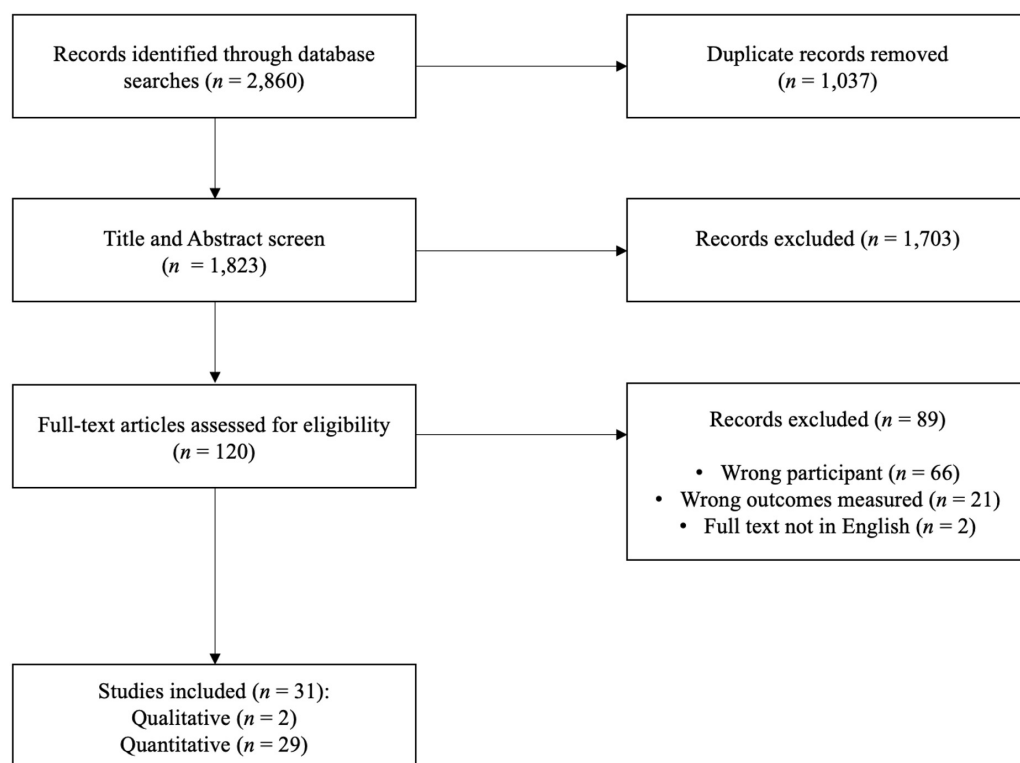 Records identified through database
searches (n = 2,860)
Duplicate records removed
(n = 1,037)
Title and Abstract screen
(n  = 1,823)
Records excluded (n = 1,703)
Full-text articles assessed for eligibility
(n = 120)
Records excluded (n = 89)
• Wrong participant (n = 66)
• Wrong outcomes measured (n = 21)
• Full text not in English (n = 2)
Studies included (n = 31):
Qualitative (n = 2)
Quantitative (n = 29)